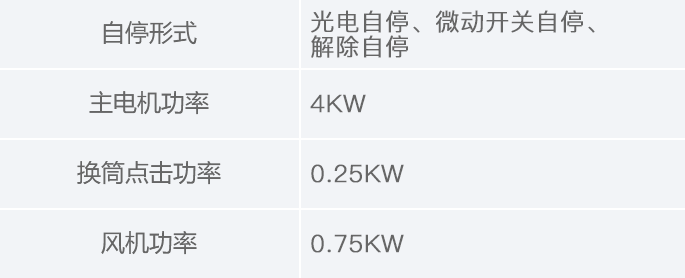 自停形式
光电自停、微动开关自停、
解除自停
主电机功率
4KW
换筒点击功率
0.25KW
风机功率
0.75KW